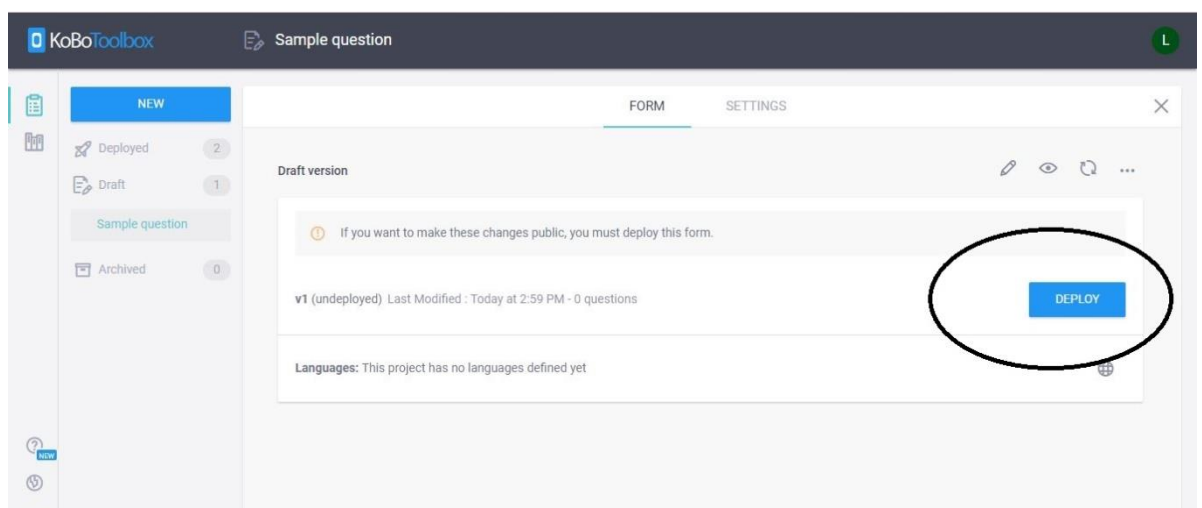 KoBoToolbox
Sample question
L
NEW
FORM
SETTINGS
Deployed
2
Draft
1
Draft version
...
Sample question
If you want to make these changes public, you must deploy this form.
Archived
0
v1 (undeployed) Last Modified : Today at 2:59 PM - 0 questions
DEPLOY
Languages: This project has no languages defined yet
?
NEW